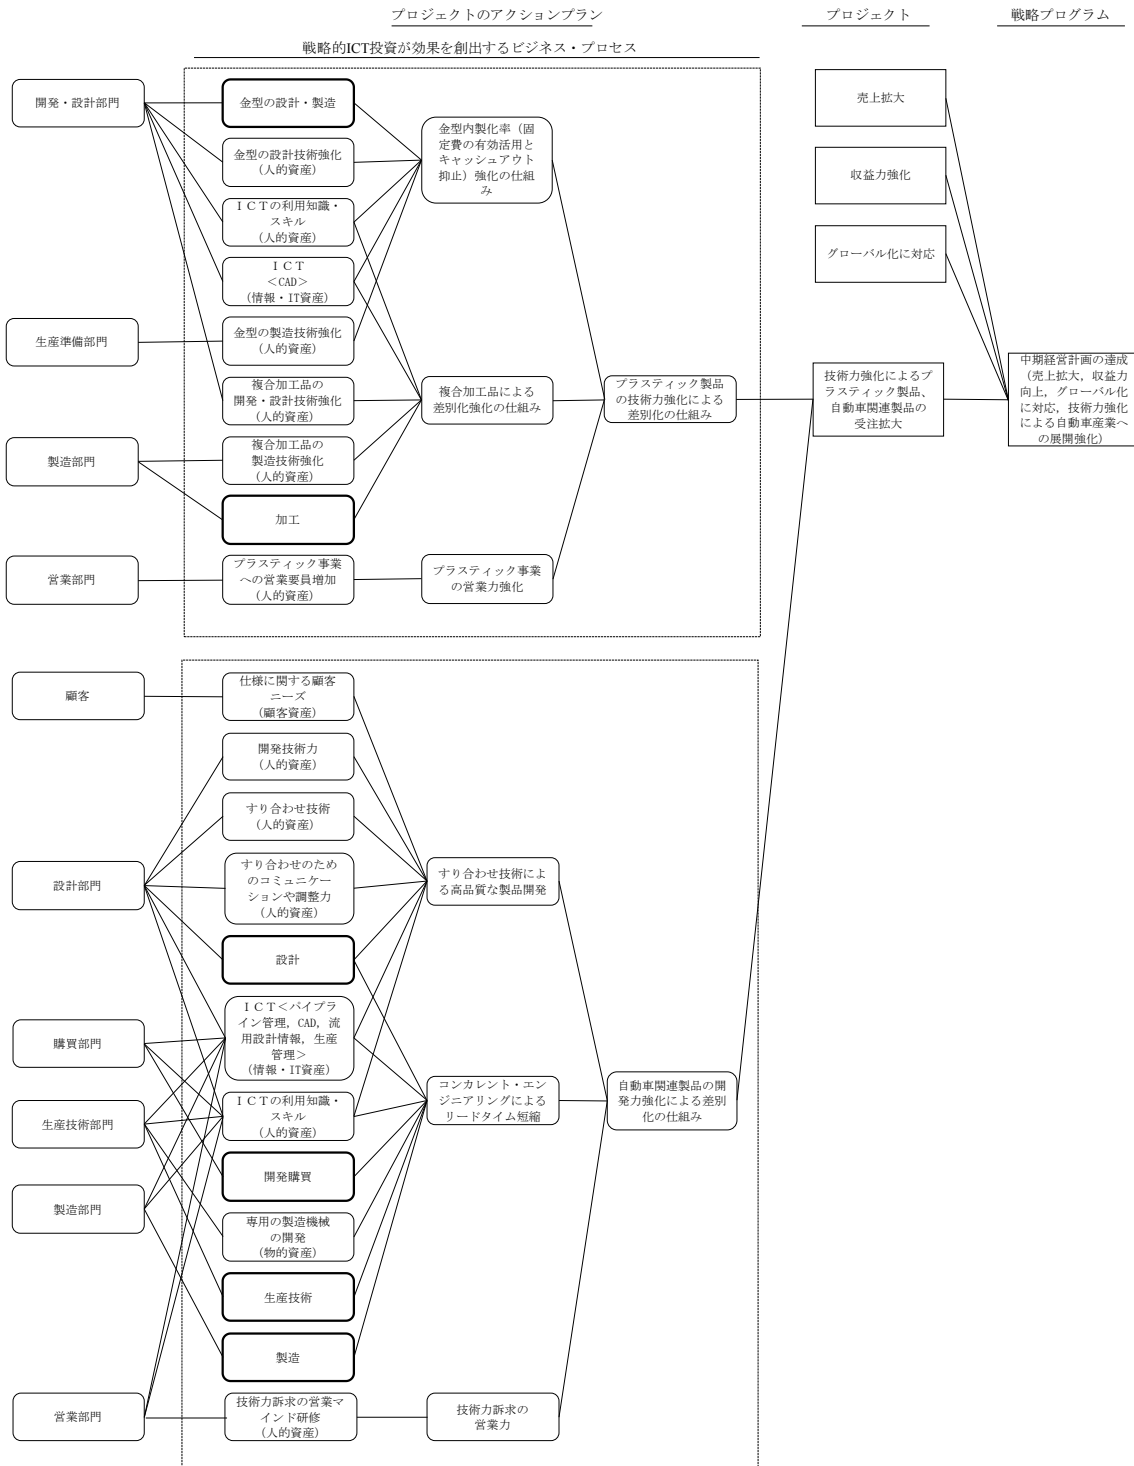 プロジェクトのアクションプラン
プロジェクト
戦略プログラム
戦略的ICT投資が効果を創出するビジネス・プロセス
開発・設計部門
生産準備部門
製造部門
営業部門
金型の設計・製造
金型の設計技術強化
(人的資産)
ＩＣＴの利用知識・
スキル
(人的資産)
ＩＣＴ
＜CAD＞
(情報・IT資産)
金型の製造技術強化
(人的資産)
複合加工品の
開発・設計技術強化
(人的資産)
複合加工品の
製造技術強化
(人的資産)
加工
プラスティック事業
への営業要員増加
(人的資産)
金型内製化率（固
定費の有効活用と
キャッシュアウト
抑止）強化の仕組
み
複合加工品による
差別化強化の仕組み
プラスティック事業
の営業力強化
プラスティック製品
の技術力強化による
差別化の仕組み
売上拡大
収益力強化
グローバル化に対応
技術力強化によるプ
ラスティック製品、
自動車関連製品の
受注拡大
中期経営計画の達成
（売上拡大，収益力
向上，グローバル化
に対応，技術力強化
による自動車産業へ
の展開強化）
顧客
設計部門
購買部門
生産技術部門
製造部門
営業部門
仕様に関する顧客
ニーズ
(顧客資産)
開発技術力
(人的資産)
すり合わせ技術
(人的資産)
すり合わせのため
のコミュニケー
ションや調整力
(人的資産)
設計
ＩＣＴ＜パイプラ
イン管理，CAD，流
用設計情報，生産
管理＞
(情報・IT資産)
ＩＣＴの利用知識・
スキル
(人的資産)
開発購買
専用の製造機械
の開発
(物的資産)
生産技術
製造
技術力訴求の営業マ
インド研修
(人的資産)
すり合わせ技術によ
る高品質な製品開発
コンカレント・エン
ジニアリングによる
リードタイム短縮
技術力訴求の
営業力
自動車関連製品の開
発力強化による差別
化の仕組み